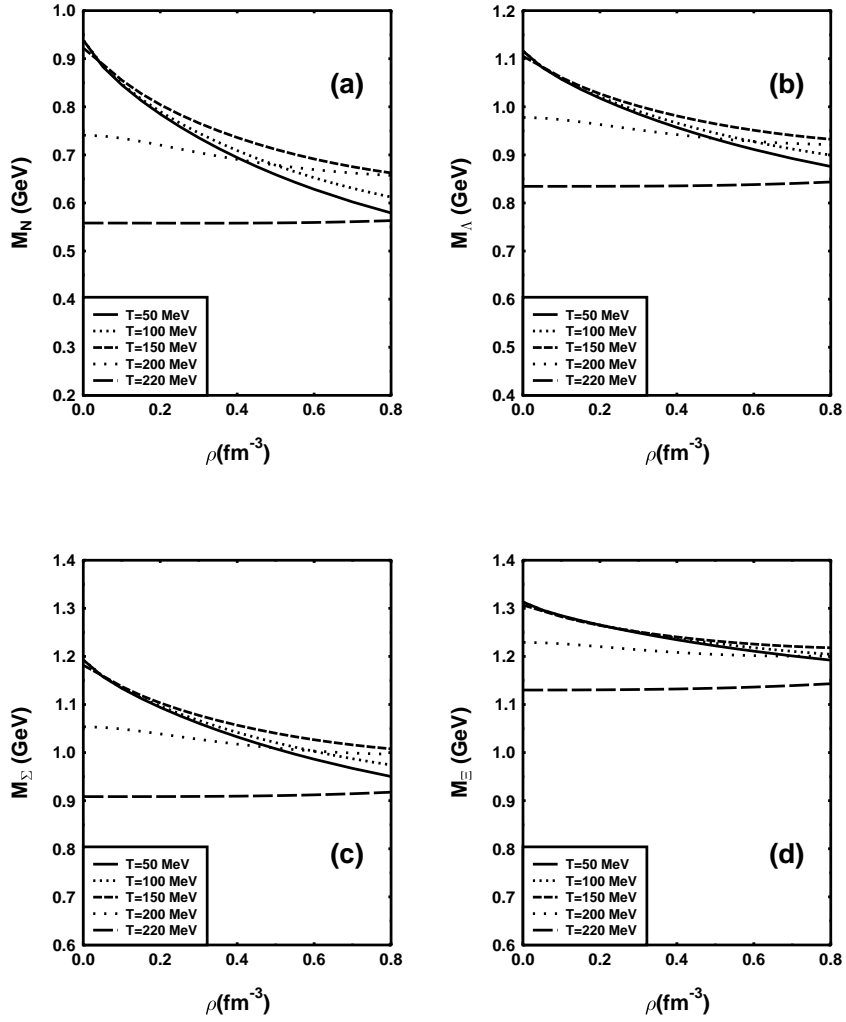 1.0
0.9
0.8
0.7
0.6
0.5
0.4
0.3
0.2
M_N (GeV)
(a)
T=50 MeV
T=100 MeV
T=150 MeV
T=200 MeV
T=220 MeV
0.0 0.2 0.4 0.6 0.8
ρ(fm⁻³)
1.2
1.1
1.0
0.9
0.8
0.7
0.6
0.5
0.4
M_Λ (GeV)
(b)
T=50 MeV
T=100 MeV
T=150 MeV
T=200 MeV
T=220 MeV
0.0 0.2 0.4 0.6 0.8
ρ(fm⁻³)
1.4
1.3
1.2
1.1
1.0
0.9
0.8
0.7
0.6
M_Σ (GeV)
(c)
T=50 MeV
T=100 MeV
T=150 MeV
T=200 MeV
T=220 MeV
0.0 0.2 0.4 0.6 0.8
ρ(fm⁻³)
1.4
1.3
1.2
1.1
1.0
0.9
0.8
0.7
0.6
M_Ξ (GeV)
(d)
T=50 MeV
T=100 MeV
T=150 MeV
T=200 MeV
T=220 MeV
0.0 0.2 0.4 0.6 0.8
ρ(fm⁻³)